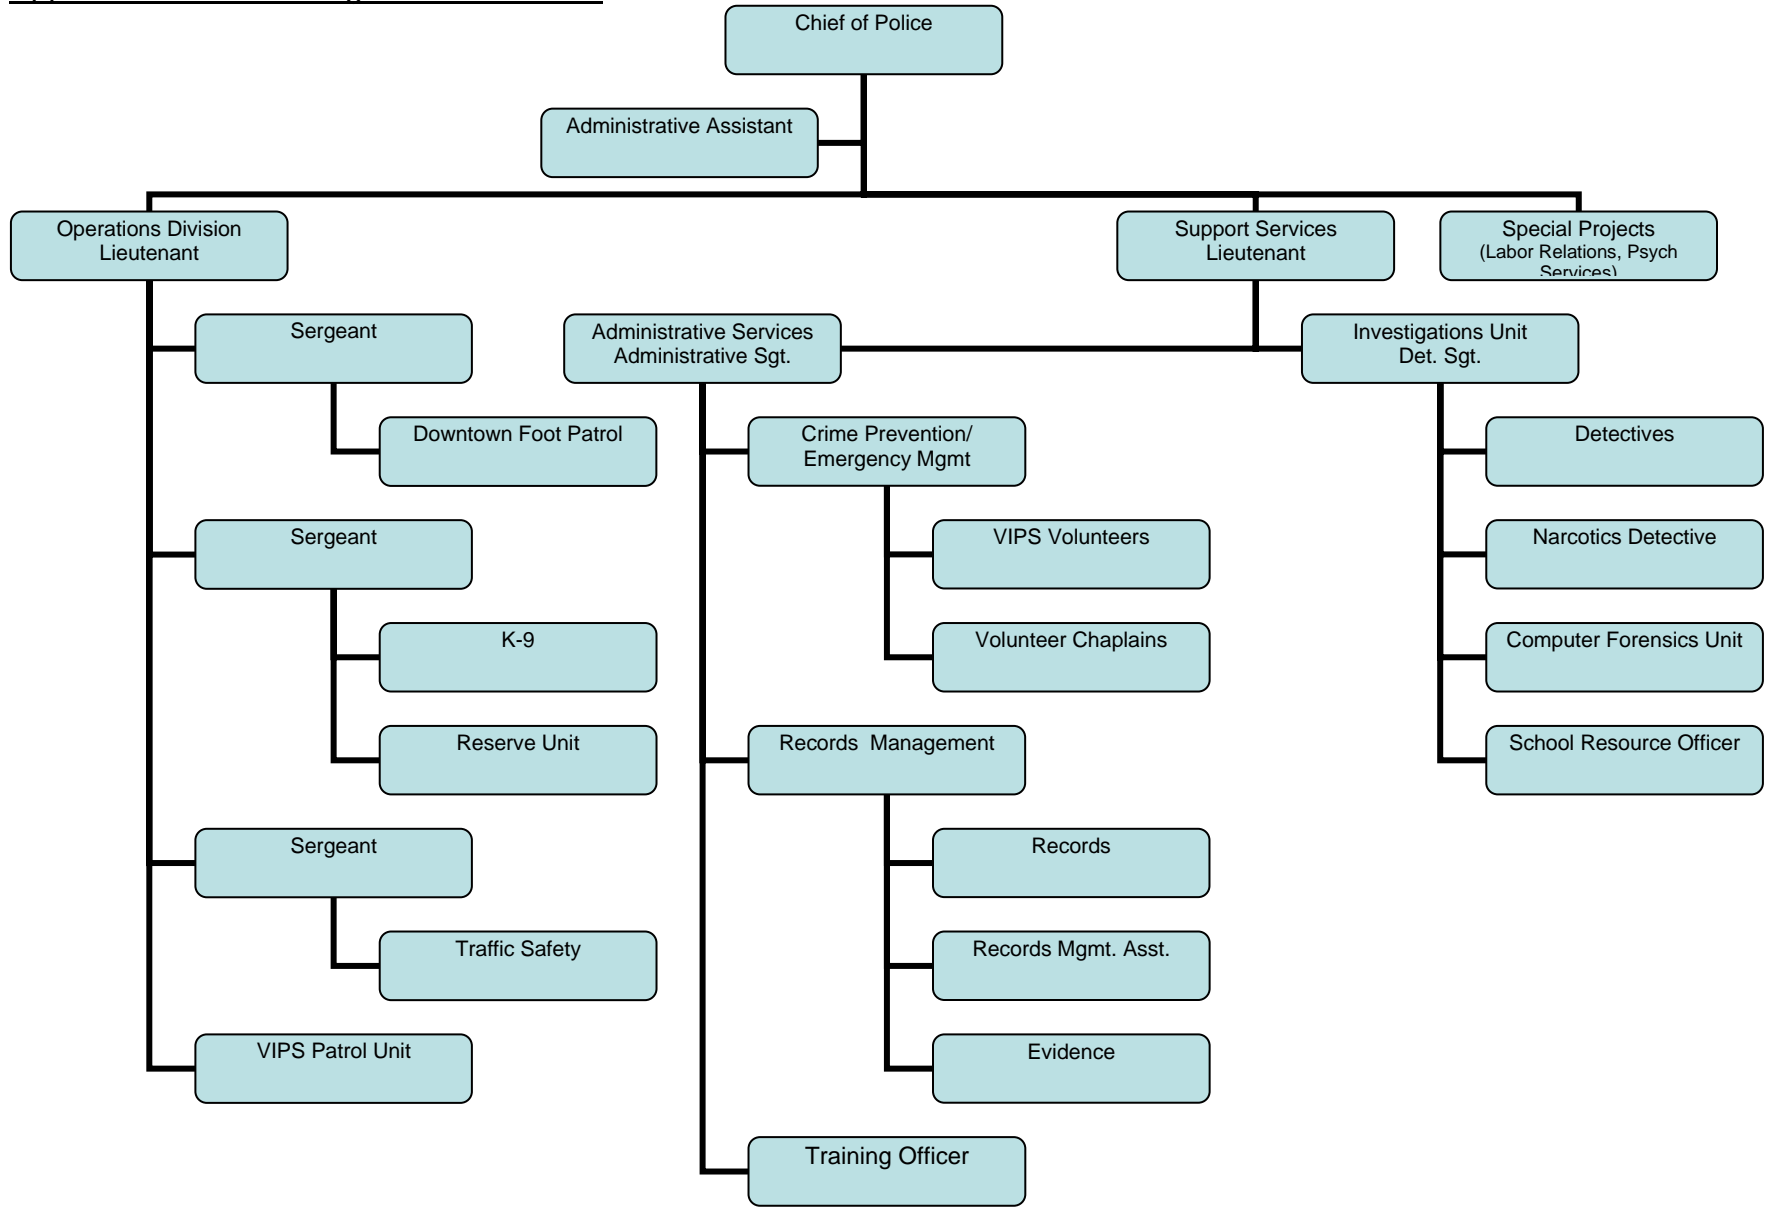 Chief of Police
Administrative Assistant
Operations Division
Lieutenant
Support Services
Lieutenant
Special Projects
(Labor Relations, Psych
Services)
Sergeant
Administrative Services
Administrative Sgt.
Investigations Unit
Det. Sgt.
Downtown Foot Patrol
Crime Prevention/
Emergency Mgmt
Detectives
Sergeant
VIPS Volunteers
Narcotics Detective
K-9
Volunteer Chaplains
Computer Forensics Unit
Reserve Unit
Records  Management
School Resource Officer
Sergeant
Records
Traffic Safety
Records Mgmt. Asst.
VIPS Patrol Unit
Evidence
Training Officer